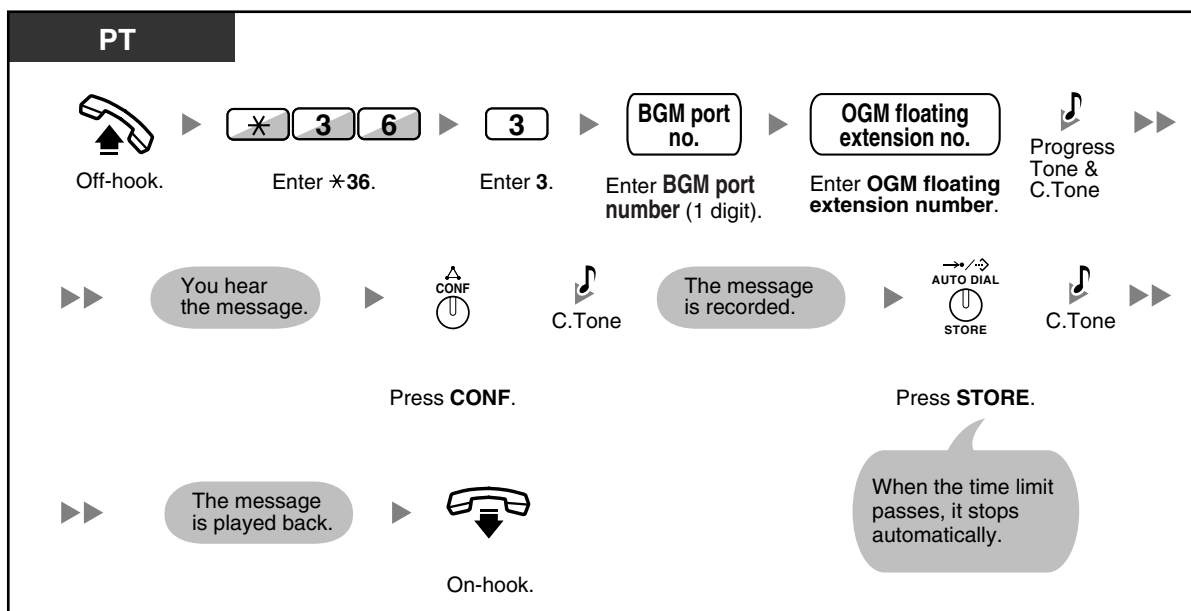 PT
✳ 3 6
3
BGM port
no.
OGM floating
extension no.
Off-hook.
Enter ✳36.
Enter 3.
Enter BGM port
number (1 digit).
Enter OGM floating
extension number.
Progress
Tone &
C.Tone
You hear
the message.
CONF
C.Tone
The message
is recorded.
AUTO DIAL
STORE
C.Tone
Press CONF.
Press STORE.
When the time limit
passes, it stops
automatically.
The message
is played back.
On-hook.